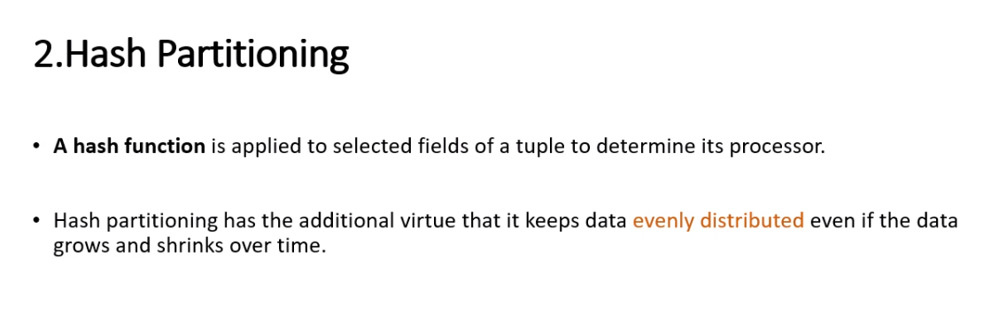 2.Hash Partitioning
• A hash function is applied to selected fields of a tuple to determine its processor.
• Hash partitioning has the additional virtue that it keeps data evenly distributed even if the data
grows and shrinks over time.